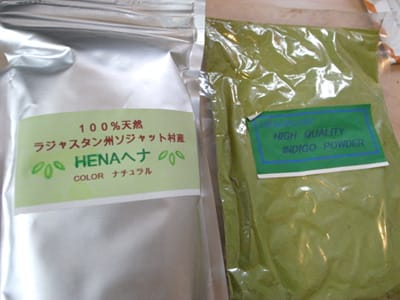 100%天然
ラジャスタン州ソジャット村産
HENAヘナ
COLOR ナチュラル
HIGH QUALITY
INDIGO POWDER